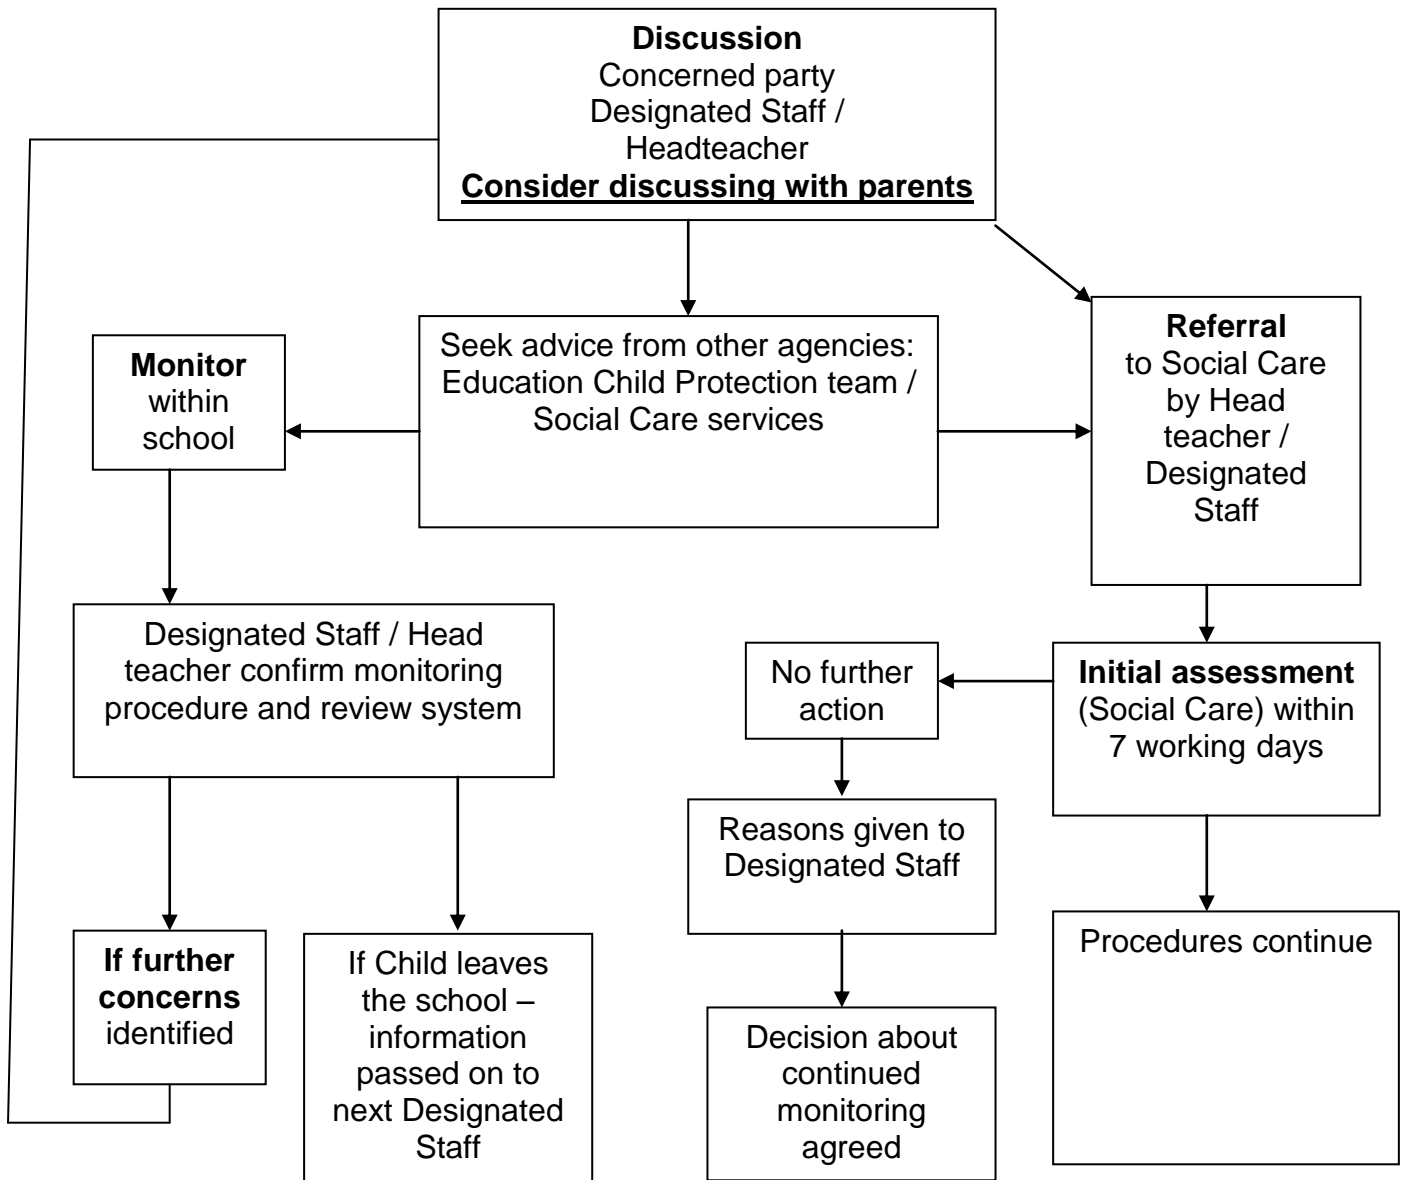 Discussion
Concerned party
Designated Staff /
Headteacher
Consider discussing with parents
Seek advice from other agencies:
Education Child Protection team /
Social Care services
Monitor
within
school
Referral
to Social Care
by Head
teacher /
Designated
Staff
Designated Staff / Head
teacher confirm monitoring
procedure and review system
No further
action
Initial assessment
(Social Care) within
7 working days
Reasons given to
Designated Staff
If further
concerns
identified
If Child leaves
the school –
information
passed on to
next Designated
Staff
Decision about
continued
monitoring
agreed
Procedures continue